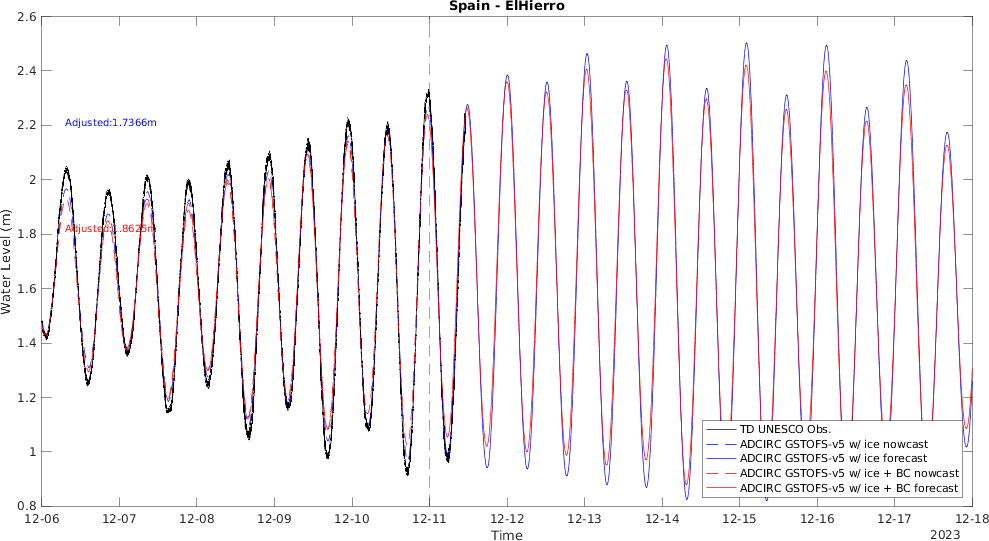 Spain - ElHierro
2.6
2.4
2.2
2
1.8
1.6
1.4
1.2
1
0.8
Water Level (m)
Adjusted:1.7366m
Adjusted:1.8625m
TD UNESCO Obs.
ADCIRC GSTOFS-v5 w/ ice nowcast
ADCIRC GSTOFS-v5 w/ ice forecast
ADCIRC GSTOFS-v5 w/ ice + BC nowcast
ADCIRC GSTOFS-v5 w/ ice + BC forecast
12-06 12-07 12-08 12-09 12-10 12-11 12-12 12-13 12-14 12-15 12-16 12-17 12-18
Time
2023